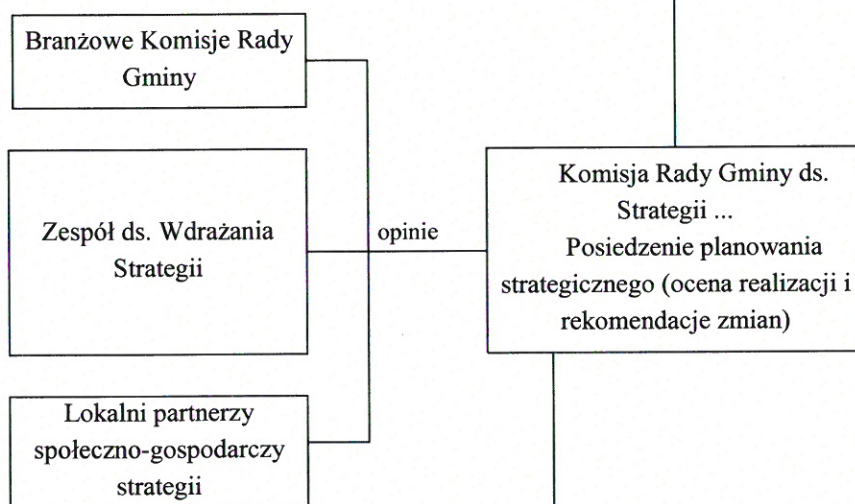 Branżowe Komisje Rady
Gminy
Zespół ds. Wdrażania
Strategii
Lokalni partnerzy
społeczno-gospodarczy
strategii
opinie
Komisja Rady Gminy ds.
Strategii ...
Posiedzenie planowania
strategicznego (ocena realizacji i
rekomendacje zmian)